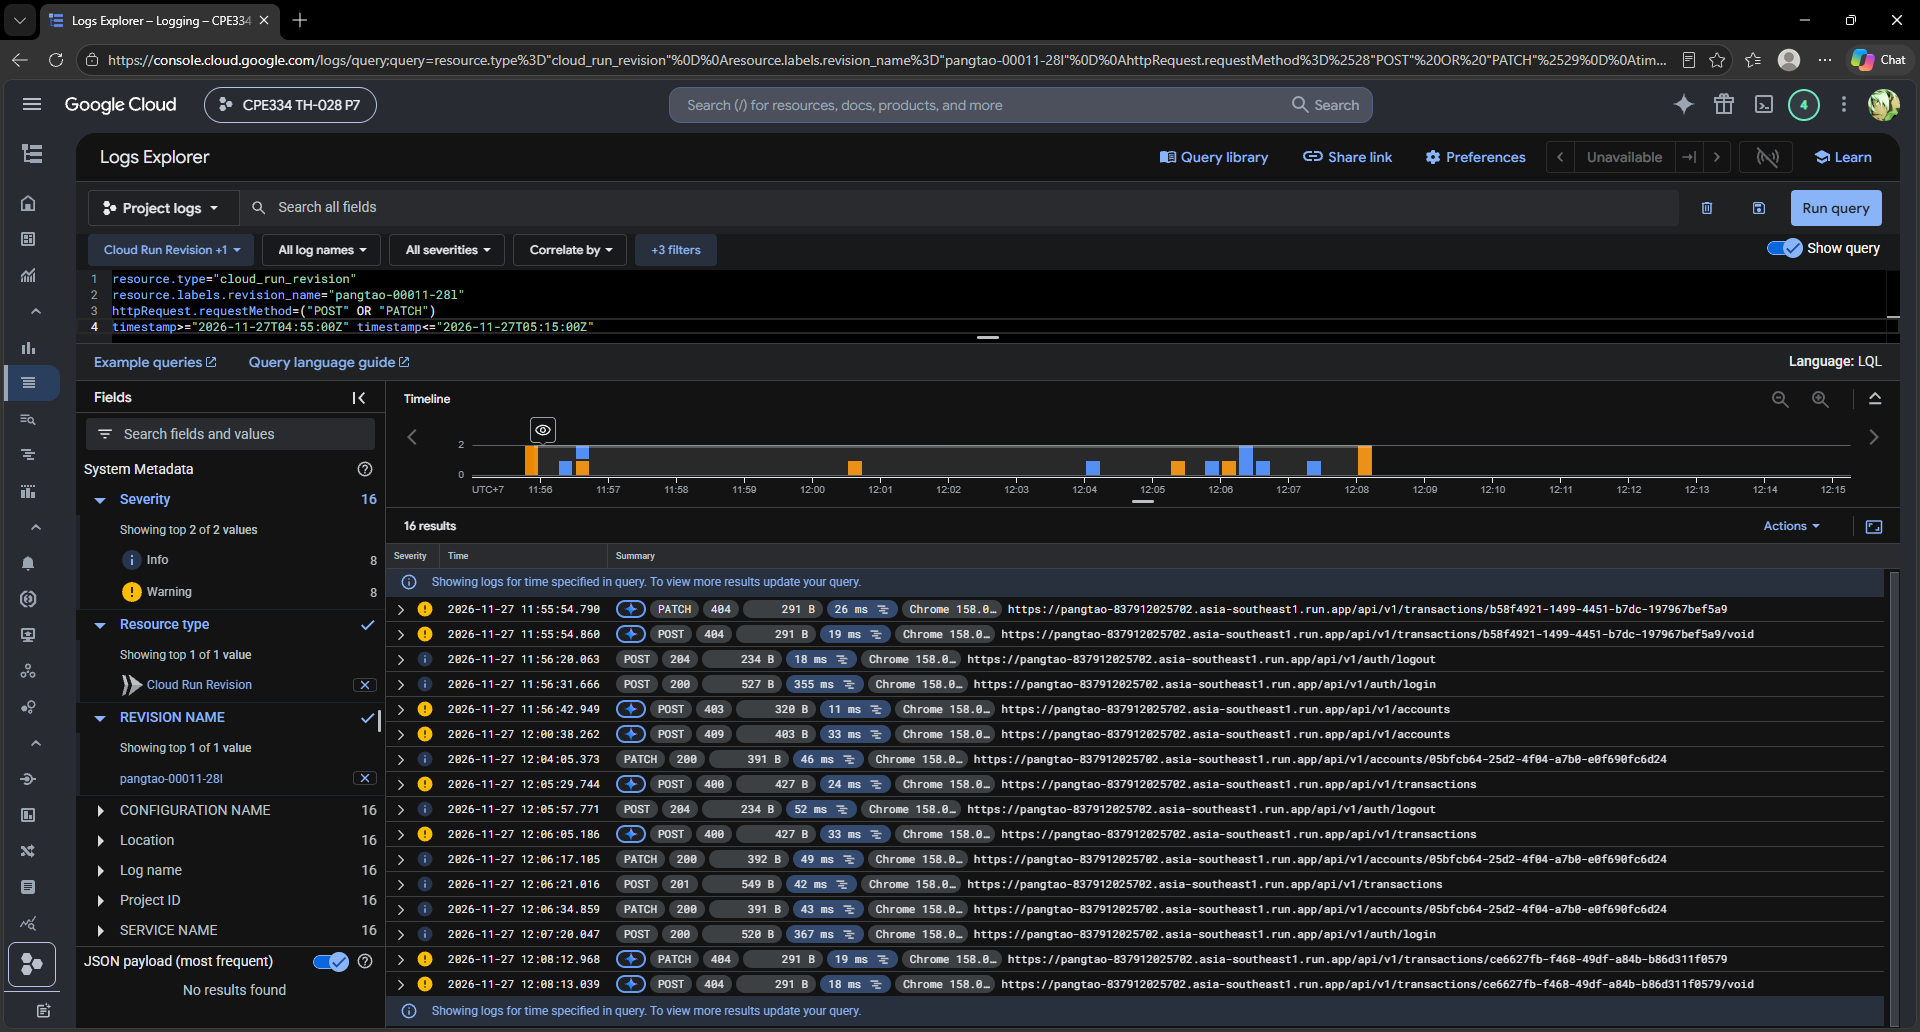 Logs Explorer – Logging – CPE334
https://console.cloud.google.com/logs/query;query=resource.type%3D"cloud_run_revision"%0D%0Aresource.labels.revision_name%3D"pangtao-00011-28l"%0D%0AhttpRequest.requestMethod%3D%2528"POST"%20OR%20"PATCH"%2529%0D%0Atim...
Chat
Google Cloud
CPE334 TH-028 P7
Search (/) for resources, docs, products, and more
Search
4
Logs Explorer
Query library
Share link
Preferences
Unavailable
Learn
Project logs
Search all fields
Run query
Cloud Run Revision +1
All log names
All severities
Correlate by
+3 filters
Show query
1 resource.type="cloud_run_revision"
2 resource.labels.revision_name="pangtao-00011-28l"
3 httpRequest.requestMethod=("POST" OR "PATCH")
4 timestamp>="2026-11-27T04:55:00Z" timestamp<="2026-11-27T05:15:00Z"
Example queries
Query language guide
Language: LQL
Fields
Search fields and values
System Metadata
Severity 16
Showing top 2 of 2 values
Info 8
Warning 8
Resource type
Showing top 1 of 1 value
Cloud Run Revision
REVISION NAME
Showing top 1 of 1 value
pangtao-00011-28l
CONFIGURATION NAME 16
Location 16
Log name 16
Project ID 16
SERVICE NAME 16
JSON payload (most frequent)
No results found
Timeline
2
0
UTC+7 11:56 11:57 11:58 11:59 12:00 12:01 12:02 12:03 12:04 12:05 12:06 12:07 12:08 12:09 12:10 12:11 12:12 12:13 12:14 12:15
16 results
Actions
Severity Time Summary
Showing logs for time specified in query. To view more results update your query.
2026-11-27 11:55:54.790 PATCH 404 291 B 26 ms Chrome 158.0… https://pangtao-837912025702.asia-southeast1.run.app/api/v1/transactions/b58f4921-1499-4451-b7dc-197967bef5a9
2026-11-27 11:55:54.860 POST 404 291 B 19 ms Chrome 158.0… https://pangtao-837912025702.asia-southeast1.run.app/api/v1/transactions/b58f4921-1499-4451-b7dc-197967bef5a9/void
2026-11-27 11:56:20.063 POST 204 234 B 18 ms Chrome 158.0… https://pangtao-837912025702.asia-southeast1.run.app/api/v1/auth/logout
2026-11-27 11:56:31.666 POST 200 527 B 355 ms Chrome 158.0… https://pangtao-837912025702.asia-southeast1.run.app/api/v1/auth/login
2026-11-27 11:56:42.949 POST 403 320 B 11 ms Chrome 158.0… https://pangtao-837912025702.asia-southeast1.run.app/api/v1/accounts
2026-11-27 12:00:38.262 POST 409 403 B 33 ms Chrome 158.0… https://pangtao-837912025702.asia-southeast1.run.app/api/v1/accounts
2026-11-27 12:04:05.373 PATCH 200 391 B 46 ms Chrome 158.0… https://pangtao-837912025702.asia-southeast1.run.app/api/v1/accounts/05bfcb64-25d2-4f04-a7b0-e0f690fc6d24
2026-11-27 12:05:29.744 POST 400 427 B 24 ms Chrome 158.0… https://pangtao-837912025702.asia-southeast1.run.app/api/v1/transactions
2026-11-27 12:05:57.771 POST 204 234 B 52 ms Chrome 158.0… https://pangtao-837912025702.asia-southeast1.run.app/api/v1/auth/logout
2026-11-27 12:06:05.186 POST 400 427 B 33 ms Chrome 158.0… https://pangtao-837912025702.asia-southeast1.run.app/api/v1/transactions
2026-11-27 12:06:17.105 PATCH 200 392 B 49 ms Chrome 158.0… https://pangtao-837912025702.asia-southeast1.run.app/api/v1/accounts/05bfcb64-25d2-4f04-a7b0-e0f690fc6d24
2026-11-27 12:06:21.016 POST 201 549 B 42 ms Chrome 158.0… https://pangtao-837912025702.asia-southeast1.run.app/api/v1/transactions
2026-11-27 12:06:34.859 PATCH 200 391 B 43 ms Chrome 158.0… https://pangtao-837912025702.asia-southeast1.run.app/api/v1/accounts/05bfcb64-25d2-4f04-a7b0-e0f690fc6d24
2026-11-27 12:07:20.047 POST 200 520 B 367 ms Chrome 158.0… https://pangtao-837912025702.asia-southeast1.run.app/api/v1/auth/login
2026-11-27 12:08:12.968 PATCH 404 291 B 19 ms Chrome 158.0… https://pangtao-837912025702.asia-southeast1.run.app/api/v1/transactions/ce6627fb-f468-49df-a84b-b86d311f0579
2026-11-27 12:08:13.039 POST 404 291 B 18 ms Chrome 158.0… https://pangtao-837912025702.asia-southeast1.run.app/api/v1/transactions/ce6627fb-f468-49df-a84b-b86d311f0579/void
Showing logs for time specified in query. To view more results update your query.